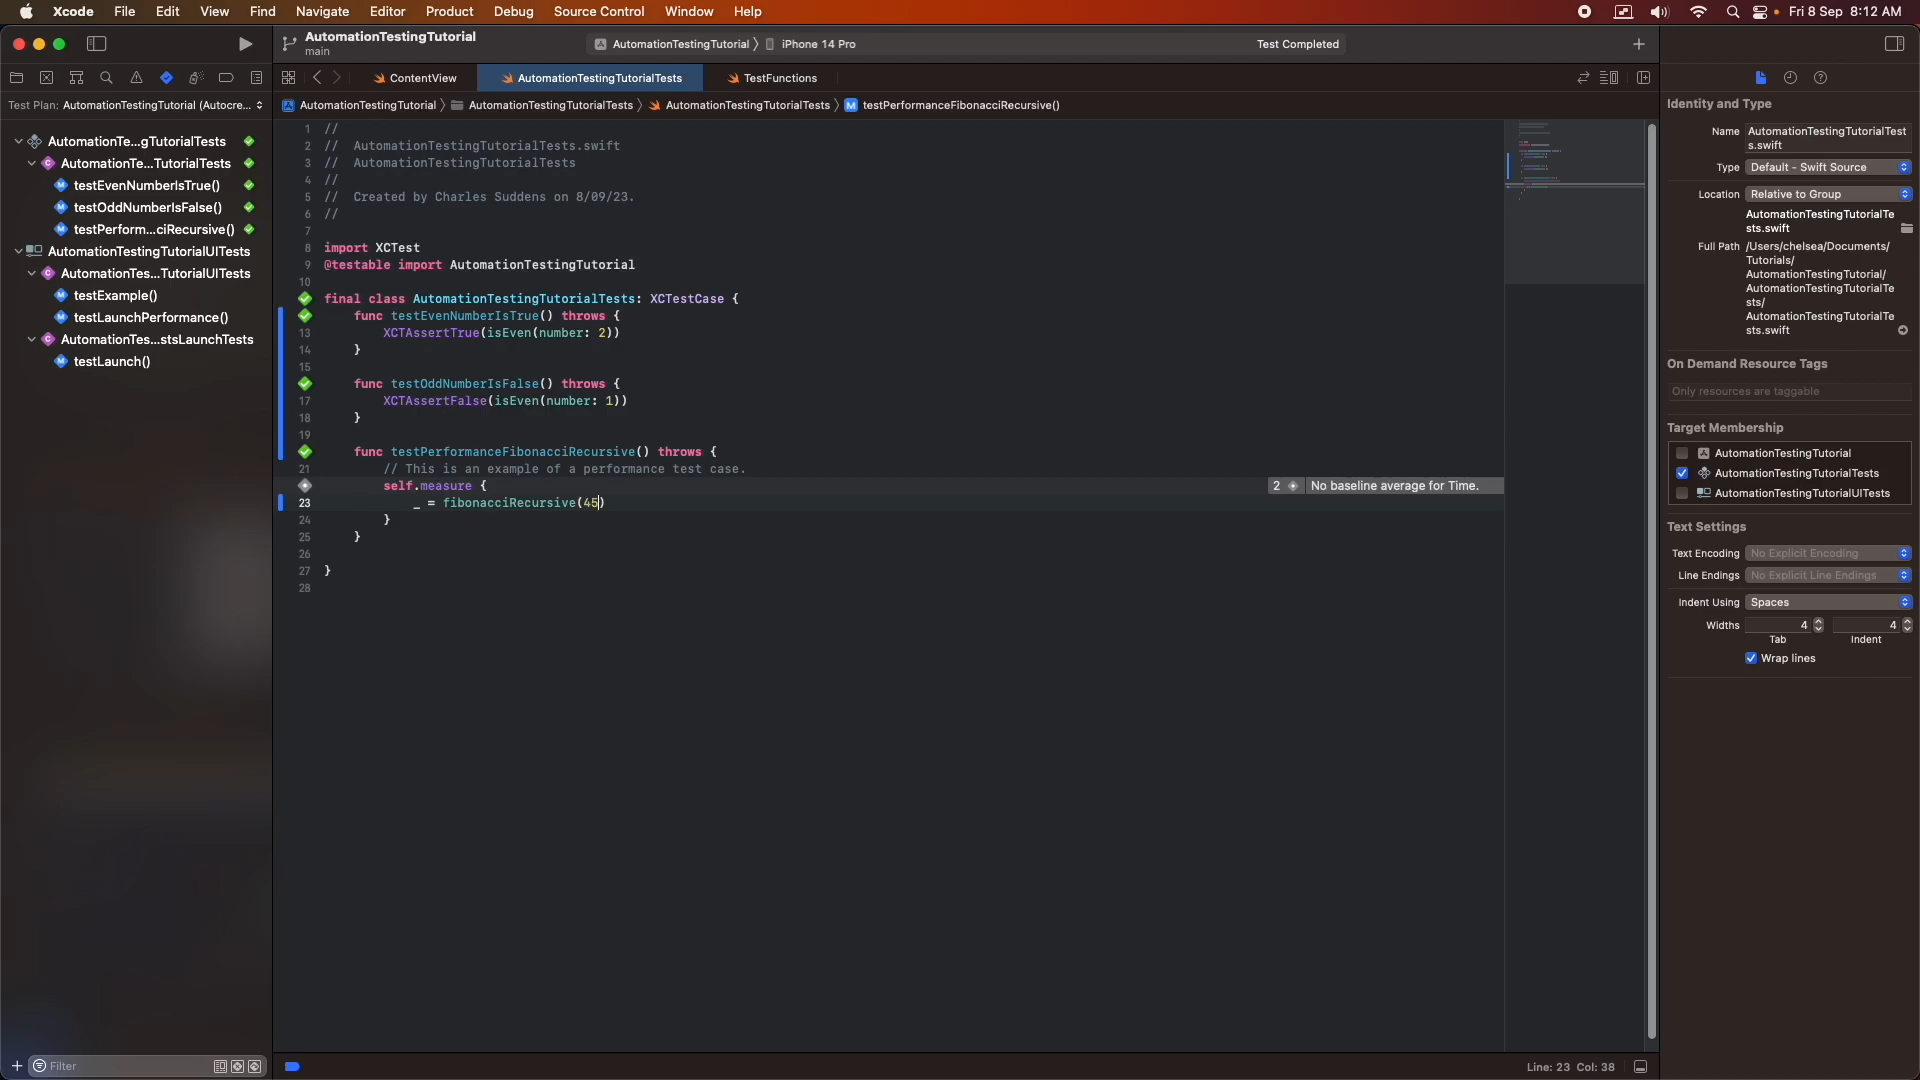 Xcode File Edit View Find Navigate Editor Product Debug Source Control Window Help Fri 8 Sep 8:12 AM
AutomationTestingTutorial
main
AutomationTestingTutorial 〉 iPhone 14 Pro
Test Completed
ContentView
AutomationTestingTutorialTests
TestFunctions
Test Plan: AutomationTestingTutorial (Autocre...
AutomationTestingTutorial 〉 AutomationTestingTutorialTests 〉 AutomationTestingTutorialTests 〉 M testPerformanceFibonacciRecursive()
AutomationTe...gTutorialTests
C AutomationTe...TutorialTests
M testEvenNumberIsTrue()
M testOddNumberIsFalse()
M testPerform...ciRecursive()
AutomationTestingTutorialUITests
C AutomationTes...TutorialUITests
M testExample()
M testLaunchPerformance()
C AutomationTes...stsLaunchTests
M testLaunch()
Filter
1 //
2 // AutomationTestingTutorialTests.swift
3 // AutomationTestingTutorialTests
4 //
5 // Created by Charles Suddens on 8/09/23.
6 //
7
8 import XCTest
9 @testable import AutomationTestingTutorial
10
final class AutomationTestingTutorialTests: XCTestCase {
func testEvenNumberIsTrue() throws {
13 XCTAssertTrue(isEven(number: 2))
14 }
15
func testOddNumberIsFalse() throws {
17 XCTAssertFalse(isEven(number: 1))
18 }
19
func testPerformanceFibonacciRecursive() throws {
21 // This is an example of a performance test case.
self.measure {
2 No baseline average for Time.
23 _ = fibonacciRecursive(45)
24 }
25 }
26
27 }
28
Line: 23 Col: 38
Identity and Type
Name AutomationTestingTutorialTest
s.swift
Type Default - Swift Source
Location Relative to Group
AutomationTestingTutorialTe
sts.swift
Full Path /Users/chelsea/Documents/
Tutorials/
AutomationTestingTutorial/
AutomationTestingTutorialTe
sts/
AutomationTestingTutorialTe
sts.swift
On Demand Resource Tags
Only resources are taggable
Target Membership
AutomationTestingTutorial
AutomationTestingTutorialTests
AutomationTestingTutorialUITests
Text Settings
Text Encoding No Explicit Encoding
Line Endings No Explicit Line Endings
Indent Using Spaces
Widths 4 4
Tab Indent
Wrap lines